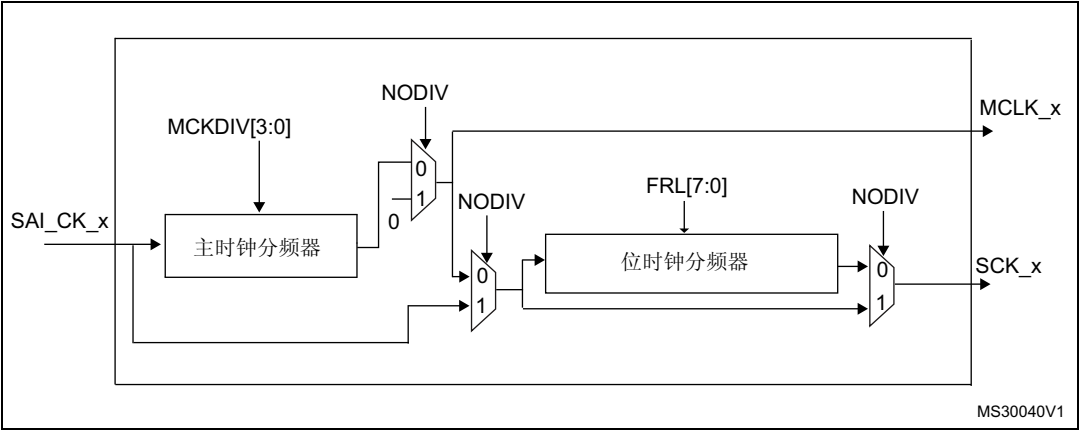 NODIV
MCKDIV[3:0]
MCLK_x
0
1
0
FRL[7:0]
NODIV
NODIV
SAI_CK_x
主时钟分频器
位时钟分频器
0
1
0
1
SCK_x
MS30040V1